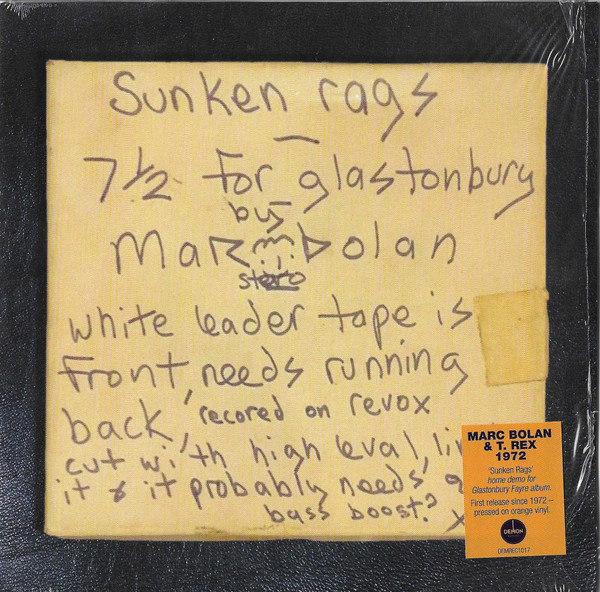 Sunken rags
7½ for glastonbury
by
Marc Bolan
stero
white leader tape is
front, needs running
back, recored on revox
cut with high leval,
it & it probably needs
bass boost? x
MARC BOLAN
& T. REX
1972
'Sunken Rags'
home demo for
Glastonbury Fayre album.
First release since 1972 –
pressed on orange vinyl.
DEMON
DEMREC1017